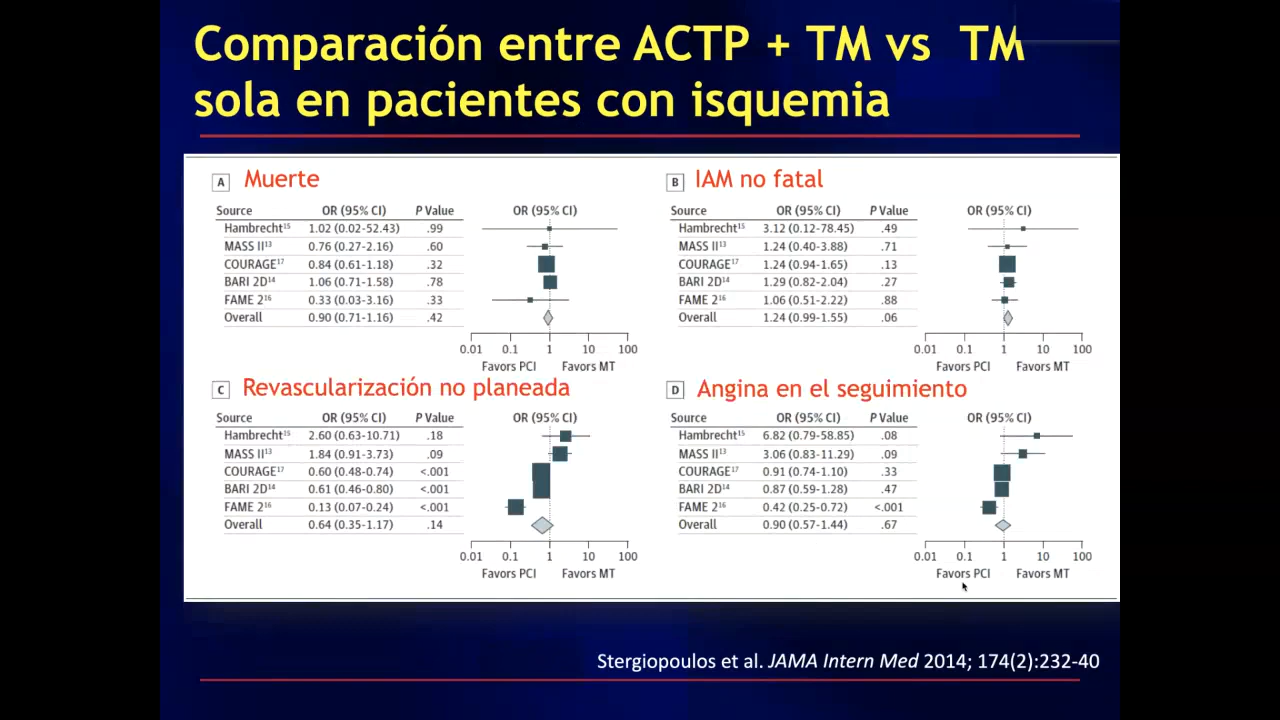 Comparación entre ACTP + TM vs TM
sola en pacientes con isquemia
A Muerte
Source OR (95% CI) P Value OR (95% CI)
Hambrecht15 1.02 (0.02-52.43) .99
MASS II13 0.76 (0.27-2.16) .60
COURAGE17 0.84 (0.61-1.18) .32
BARI 2D14 1.06 (0.71-1.58) .78
FAME 216 0.33 (0.03-3.16) .33
Overall 0.90 (0.71-1.16) .42
0.01 0.1 1 10 100
Favors PCI Favors MT
B IAM no fatal
Source OR (95% CI) P Value OR (95% CI)
Hambrecht15 3.12 (0.12-78.45) .49
MASS II13 1.24 (0.40-3.88) .71
COURAGE17 1.24 (0.94-1.65) .13
BARI 2D14 1.29 (0.82-2.04) .27
FAME 216 1.06 (0.51-2.22) .88
Overall 1.24 (0.99-1.55) .06
0.01 0.1 1 10 100
Favors PCI Favors MT
C Revascularización no planeada
Source OR (95% CI) P Value OR (95% CI)
Hambrecht15 2.60 (0.63-10.71) .18
MASS II13 1.84 (0.91-3.73) .09
COURAGE17 0.60 (0.48-0.74) <.001
BARI 2D14 0.61 (0.46-0.80) <.001
FAME 216 0.13 (0.07-0.24) <.001
Overall 0.64 (0.35-1.17) .14
0.01 0.1 1 10 100
Favors PCI Favors MT
D Angina en el seguimiento
Source OR (95% CI) P Value OR (95% CI)
Hambrecht15 6.82 (0.79-58.85) .08
MASS II13 3.06 (0.83-11.29) .09
COURAGE17 0.91 (0.74-1.10) .33
BARI 2D14 0.87 (0.59-1.28) .47
FAME 216 0.42 (0.25-0.72) <.001
Overall 0.90 (0.57-1.44) .67
0.01 0.1 1 10 100
Favors PCI Favors MT
Stergiopoulos et al. JAMA Intern Med 2014; 174(2):232-40